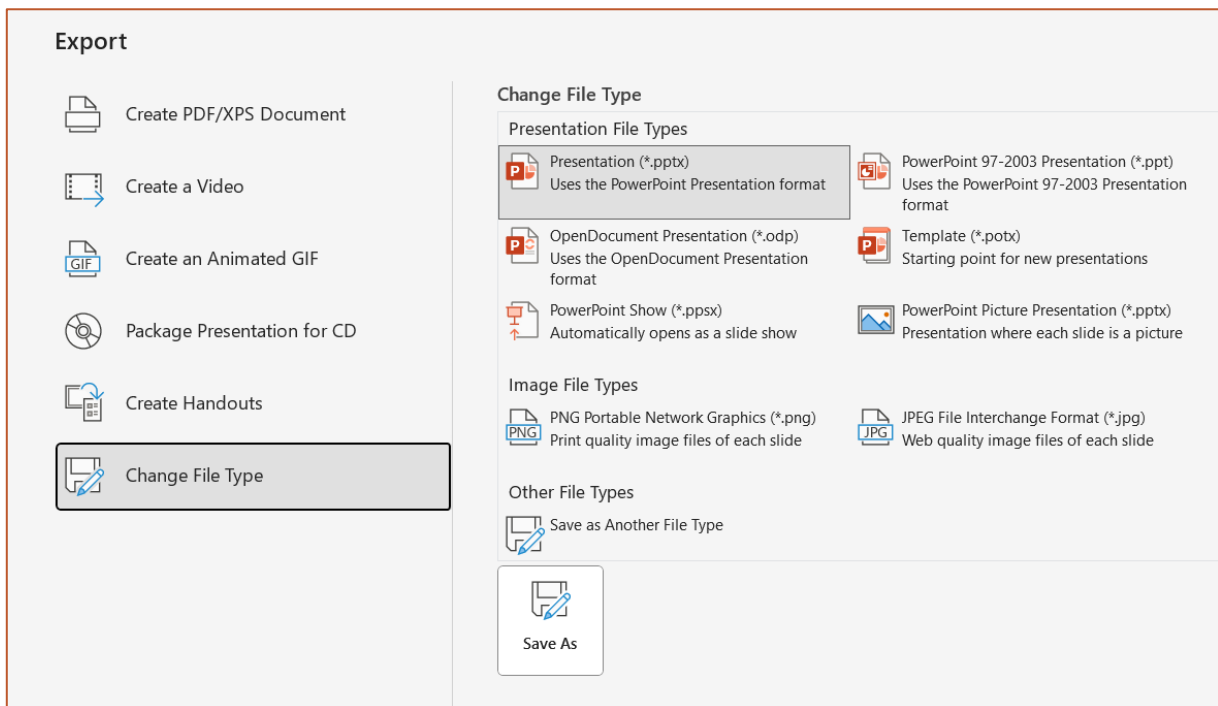 Export
Create PDF/XPS Document
Create a Video
GIF
Create an Animated GIF
Package Presentation for CD
Create Handouts
Change File Type
Change File Type
Presentation File Types
P
Presentation (*.pptx)
Uses the PowerPoint Presentation format
PowerPoint 97-2003 Presentation (*.ppt)
Uses the PowerPoint 97-2003 Presentation
format
P
OpenDocument Presentation (*.odp)
Uses the OpenDocument Presentation
format
P
Template (*.potx)
Starting point for new presentations
PowerPoint Show (*.ppsx)
Automatically opens as a slide show
PowerPoint Picture Presentation (*.pptx)
Presentation where each slide is a picture
Image File Types
PNG
PNG Portable Network Graphics (*.png)
Print quality image files of each slide
JPG
JPEG File Interchange Format (*.jpg)
Web quality image files of each slide
Other File Types
Save as Another File Type
Save As